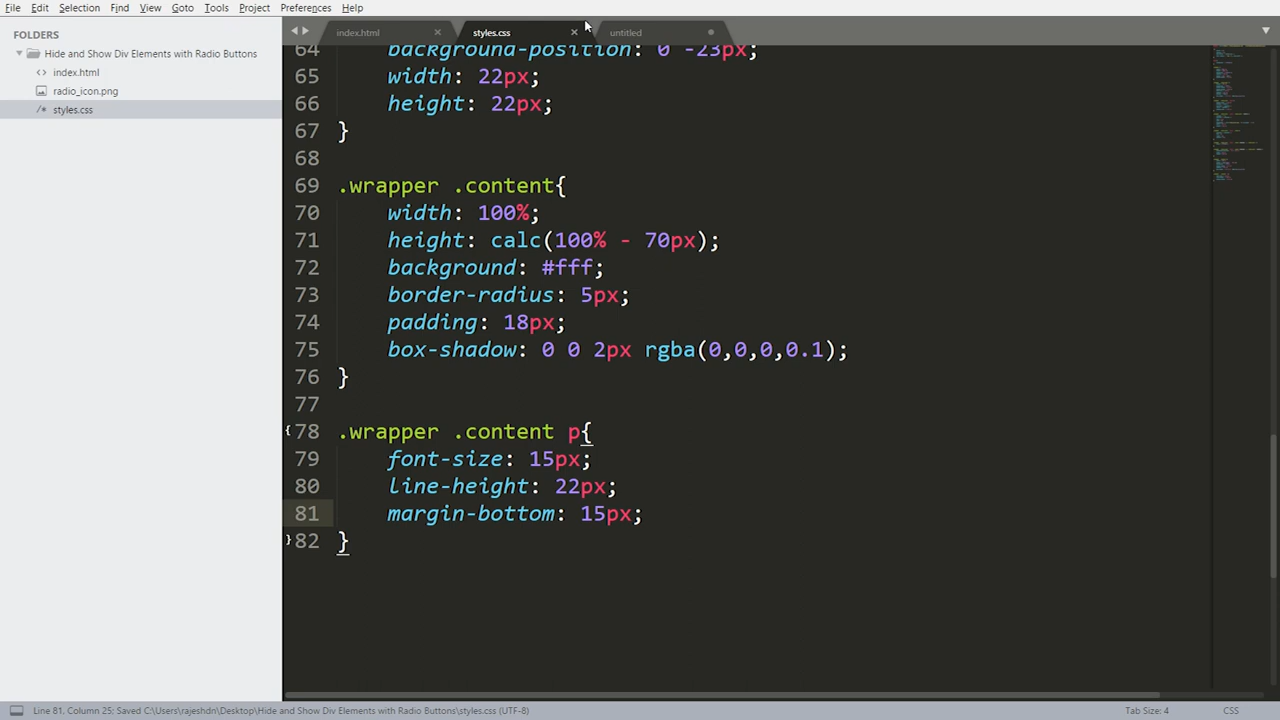 File Edit Selection Find View Goto Tools Project Preferences Help
FOLDERS
Hide and Show Div Elements with Radio Buttons
<> index.html
radio_icon.png
/* styles.css
index.html × styles.css × untitled
64 background-position: 0 -23px;
65 width: 22px;
66 height: 22px;
67 }
68
69 .wrapper .content{
70 width: 100%;
71 height: calc(100% - 70px);
72 background: #fff;
73 border-radius: 5px;
74 padding: 18px;
75 box-shadow: 0 0 2px rgba(0,0,0,0.1);
76 }
77
78 .wrapper .content p{
79 font-size: 15px;
80 line-height: 22px;
81 margin-bottom: 15px;
82 }
Line 81, Column 25; Saved C:\Users\rajeshdn\Desktop\Hide and Show Div Elements with Radio Buttons\styles.css (UTF-8) Tab Size: 4 CSS